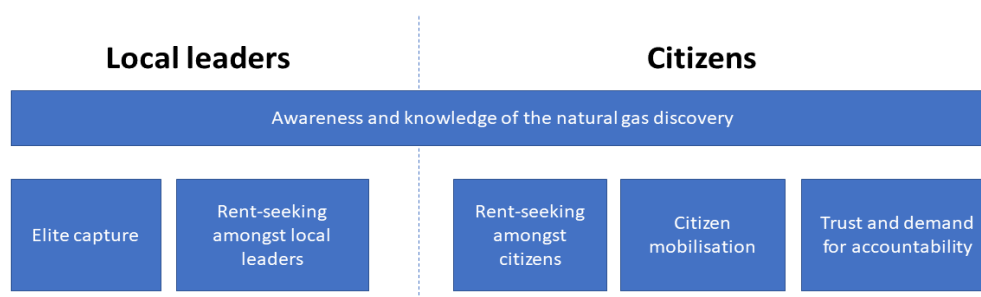 Local leaders
Citizens
Awareness and knowledge of the natural gas discovery
Elite capture
Rent-seeking
amongst local
leaders
Rent-seeking
amongst
citizens
Citizen
mobilisation
Trust and demand
for accountability